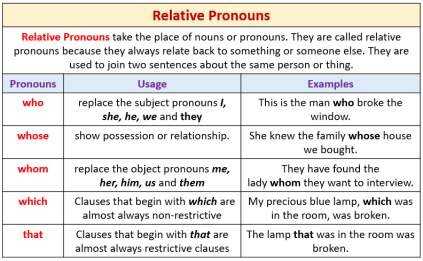 Relative Pronouns
Relative Pronouns take the place of nouns or pronouns. They are called relative
pronouns because they always relate back to something or someone else. They are
used to join two sentences about the same person or thing.
Pronouns Usage Examples
who replace the subject pronouns I, This is the man who broke the
she, he, we and they window.
whose show possession or relationship. She knew the family whose house
we bought.
whom replace the object pronouns me, They have found the
her, him, us and them lady whom they want to interview.
which Clauses that begin with which are My precious blue lamp, which was
almost always non-restrictive in the room, was broken.
that Clauses that begin with that are The lamp that was in the room was
almost always restrictive clauses broken.